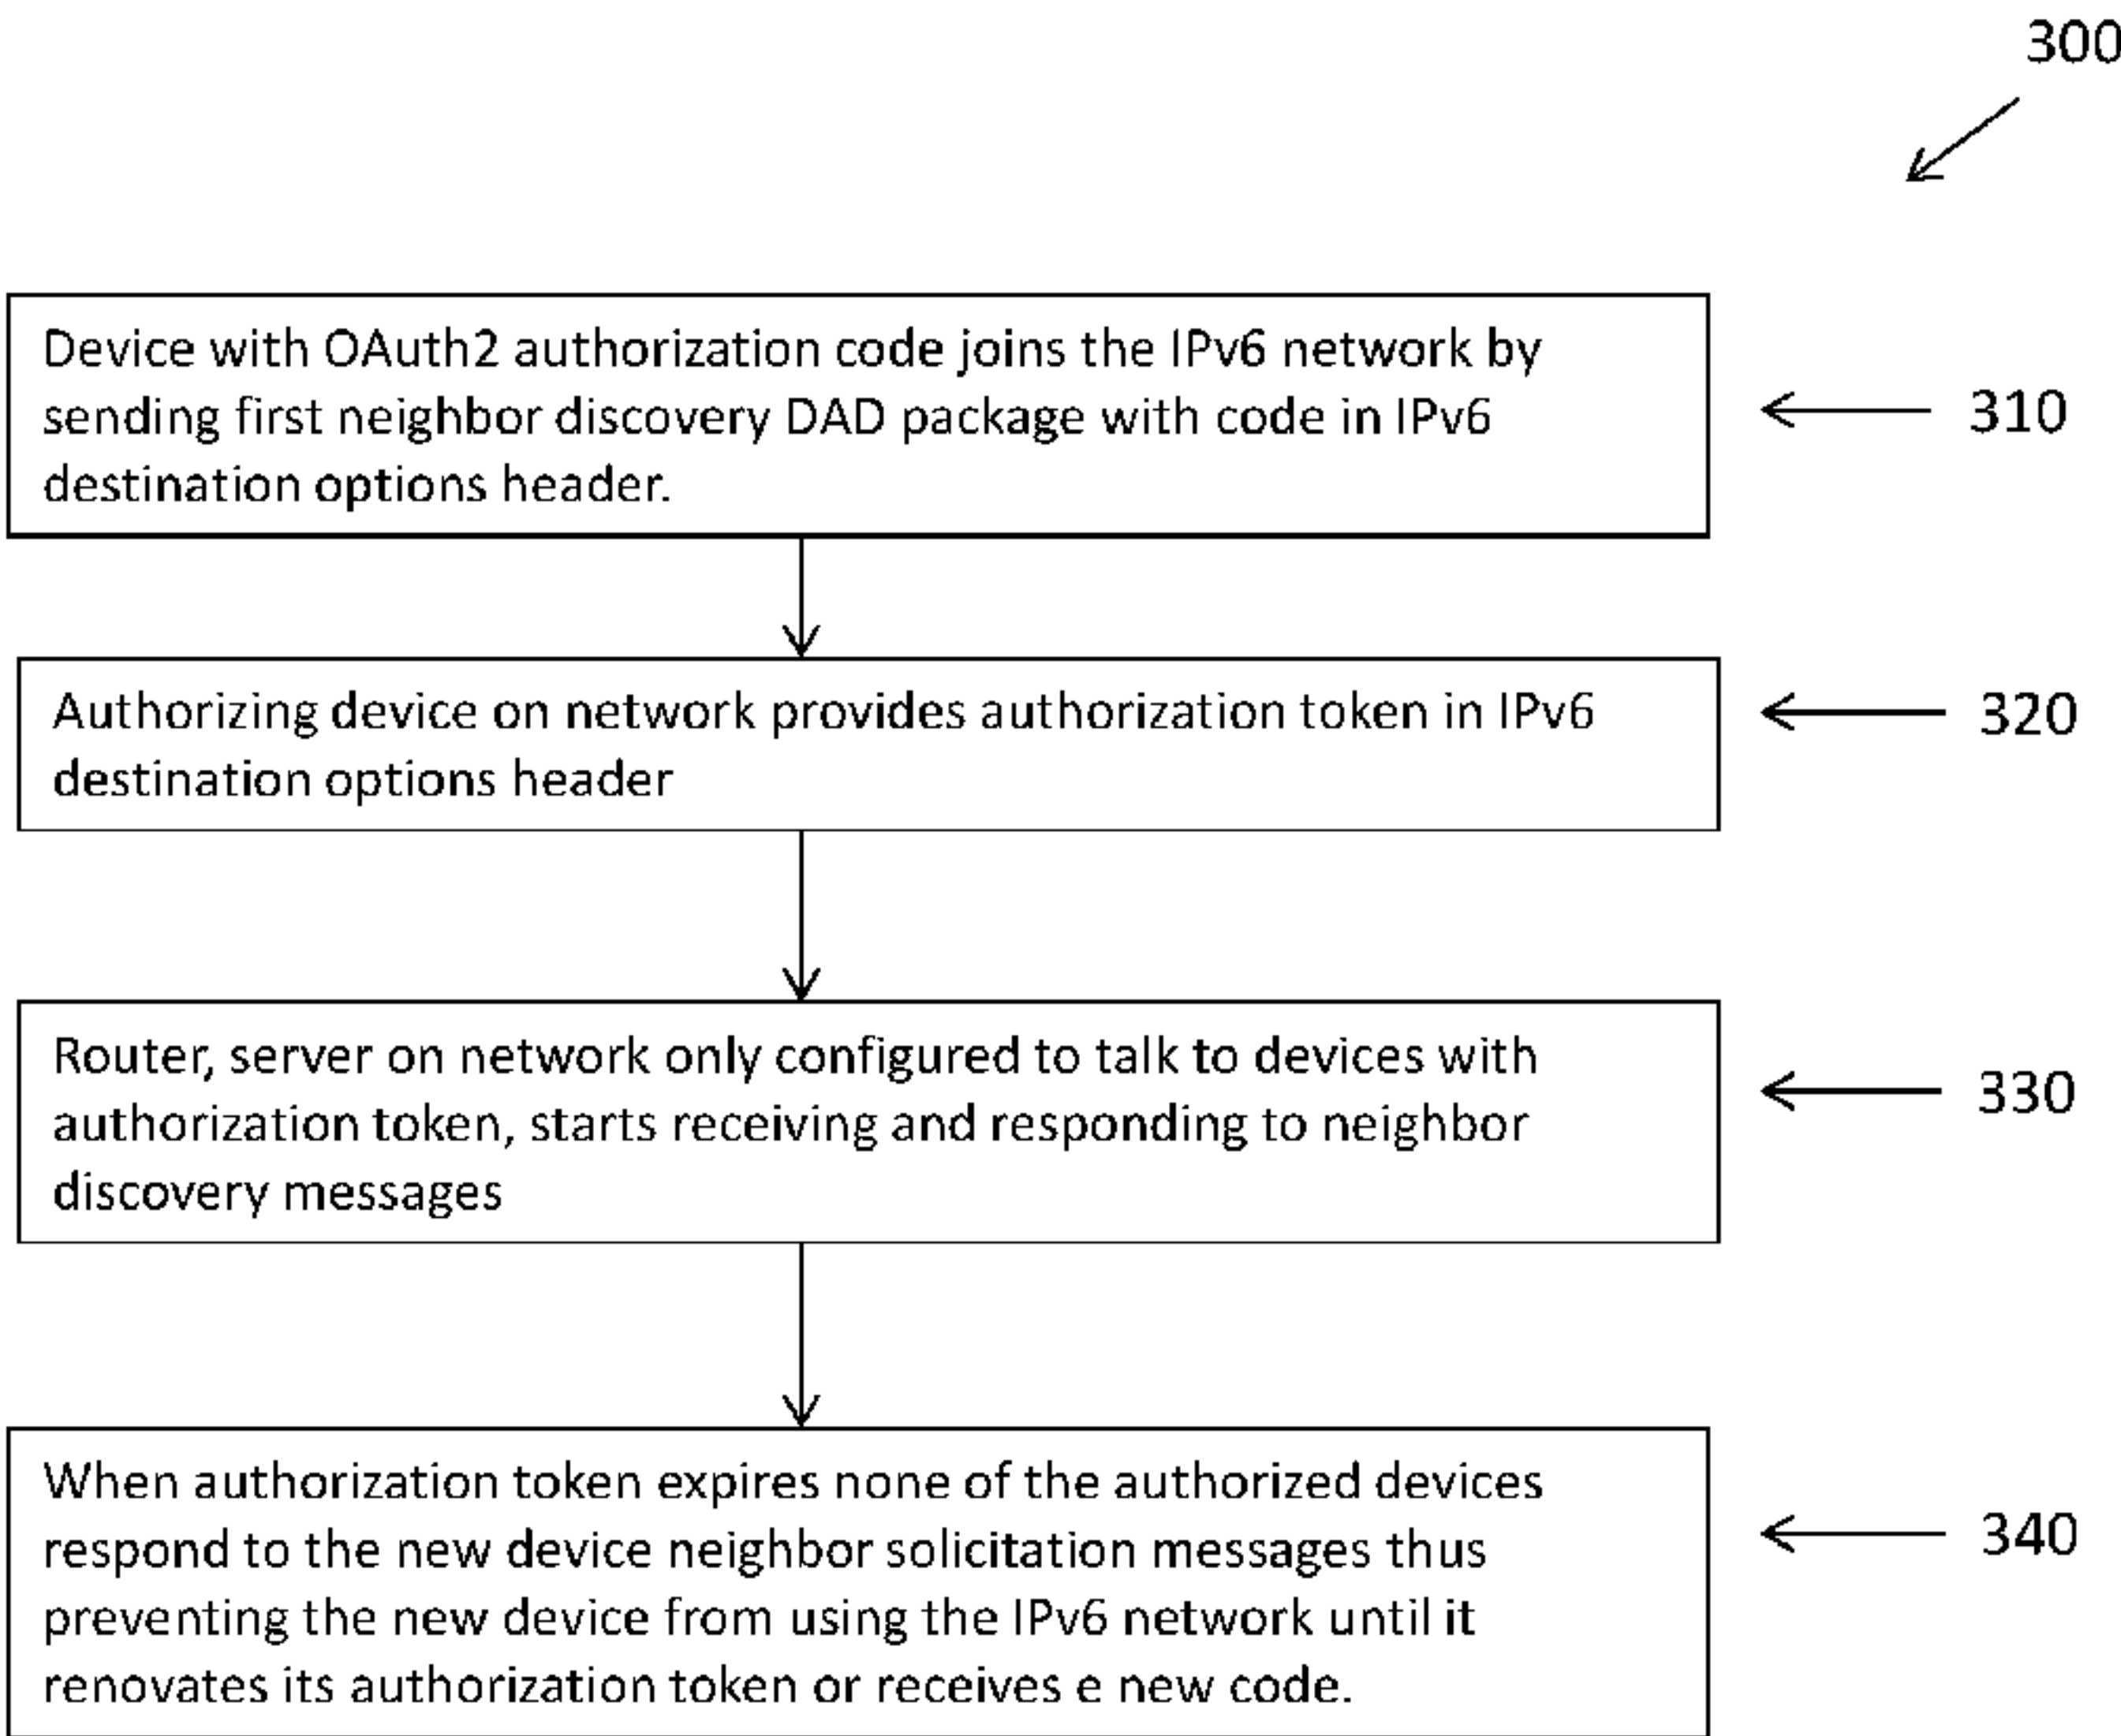 300
Device with OAuth2 authorization code joins the IPv6 network by
sending first neighbor discovery DAD package with code in IPv6
destination options header.
310
Authorizing device on network provides authorization token in IPv6
destination options header
320
Router, server on network only configured to talk to devices with
authorization token, starts receiving and responding to neighbor
discovery messages
330
When authorization token expires none of the authorized devices
respond to the new device neighbor solicitation messages thus
preventing the new device from using the IPv6 network until it
renovates its authorization token or receives e new code.
340